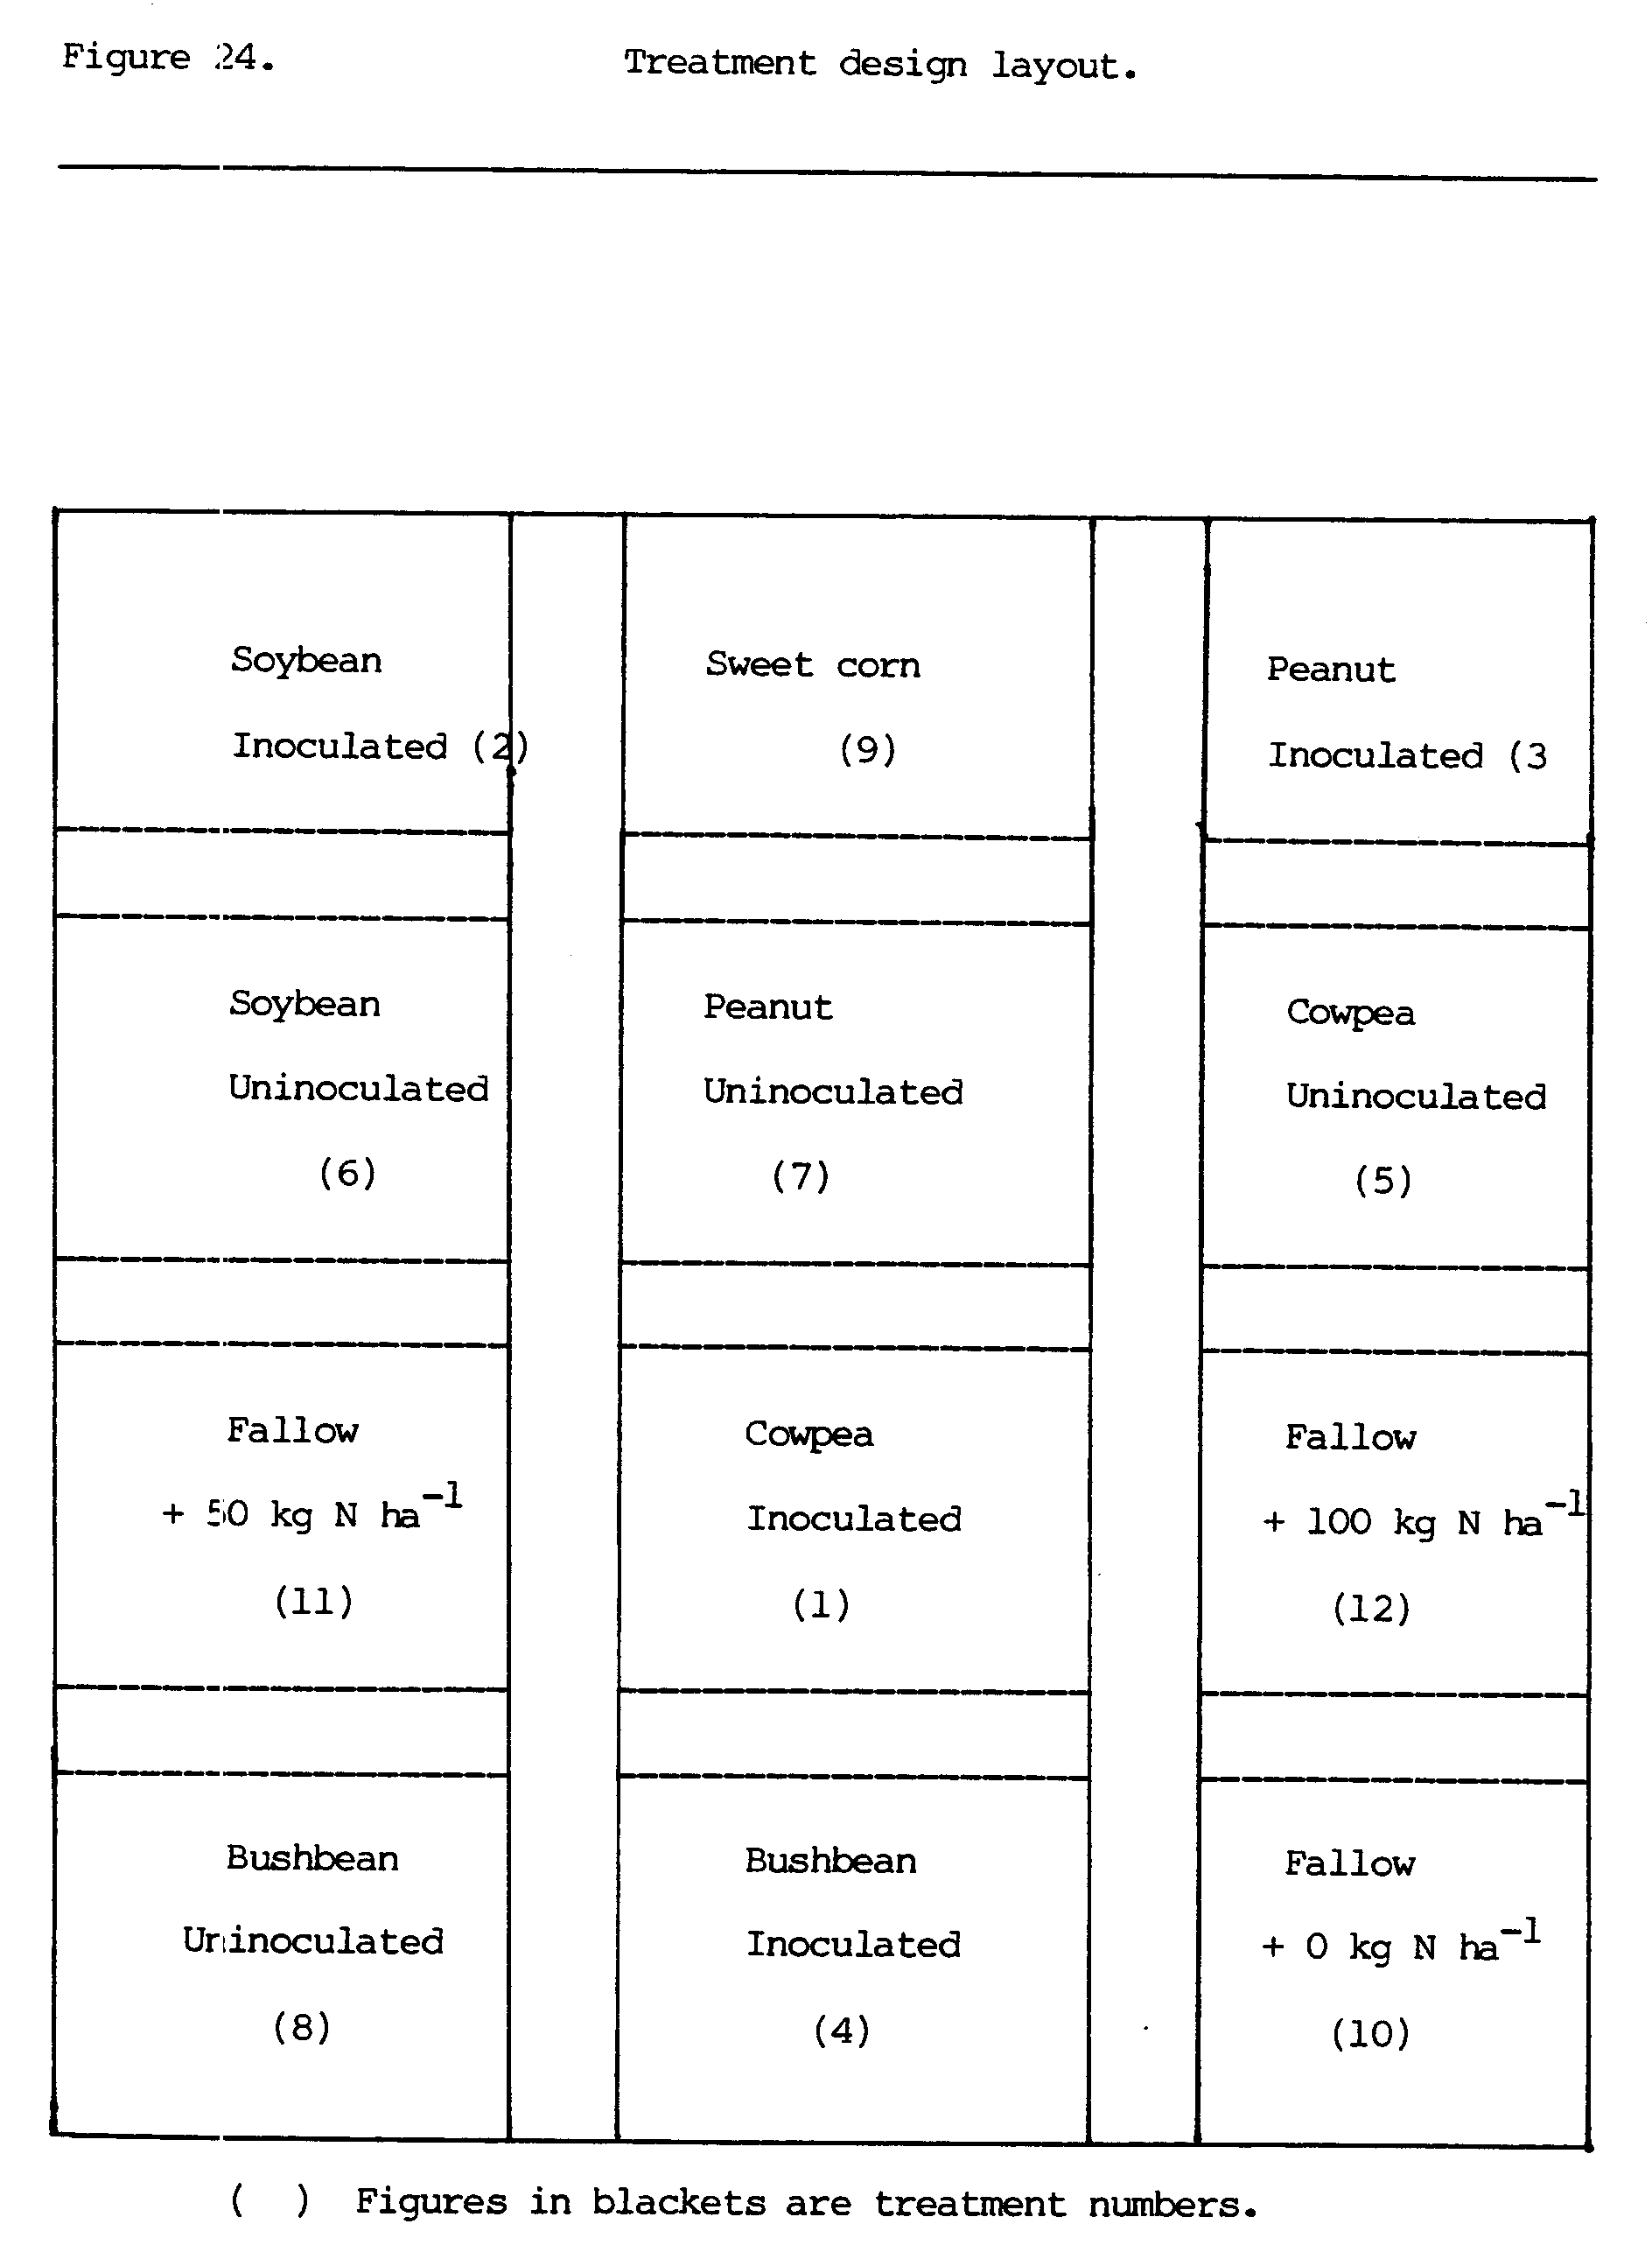 Figure 24.
Treatment design layout.
Soybean
Inoculated (2)
Sweet corn
(9)
Peanut
Inoculated (3
Soybean
Uninoculated
(6)
Peanut
Uninoculated
(7)
Cowpea
Uninoculated
(5)
Fallow
+ 50 kg N ha⁻¹
(11)
Cowpea
Inoculated
(1)
Fallow
+ 100 kg N ha⁻¹
(12)
Bushbean
Uninoculated
(8)
Bushbean
Inoculated
(4)
Fallow
+ 0 kg N ha⁻¹
(10)
( ) Figures in blackets are treatment numbers.